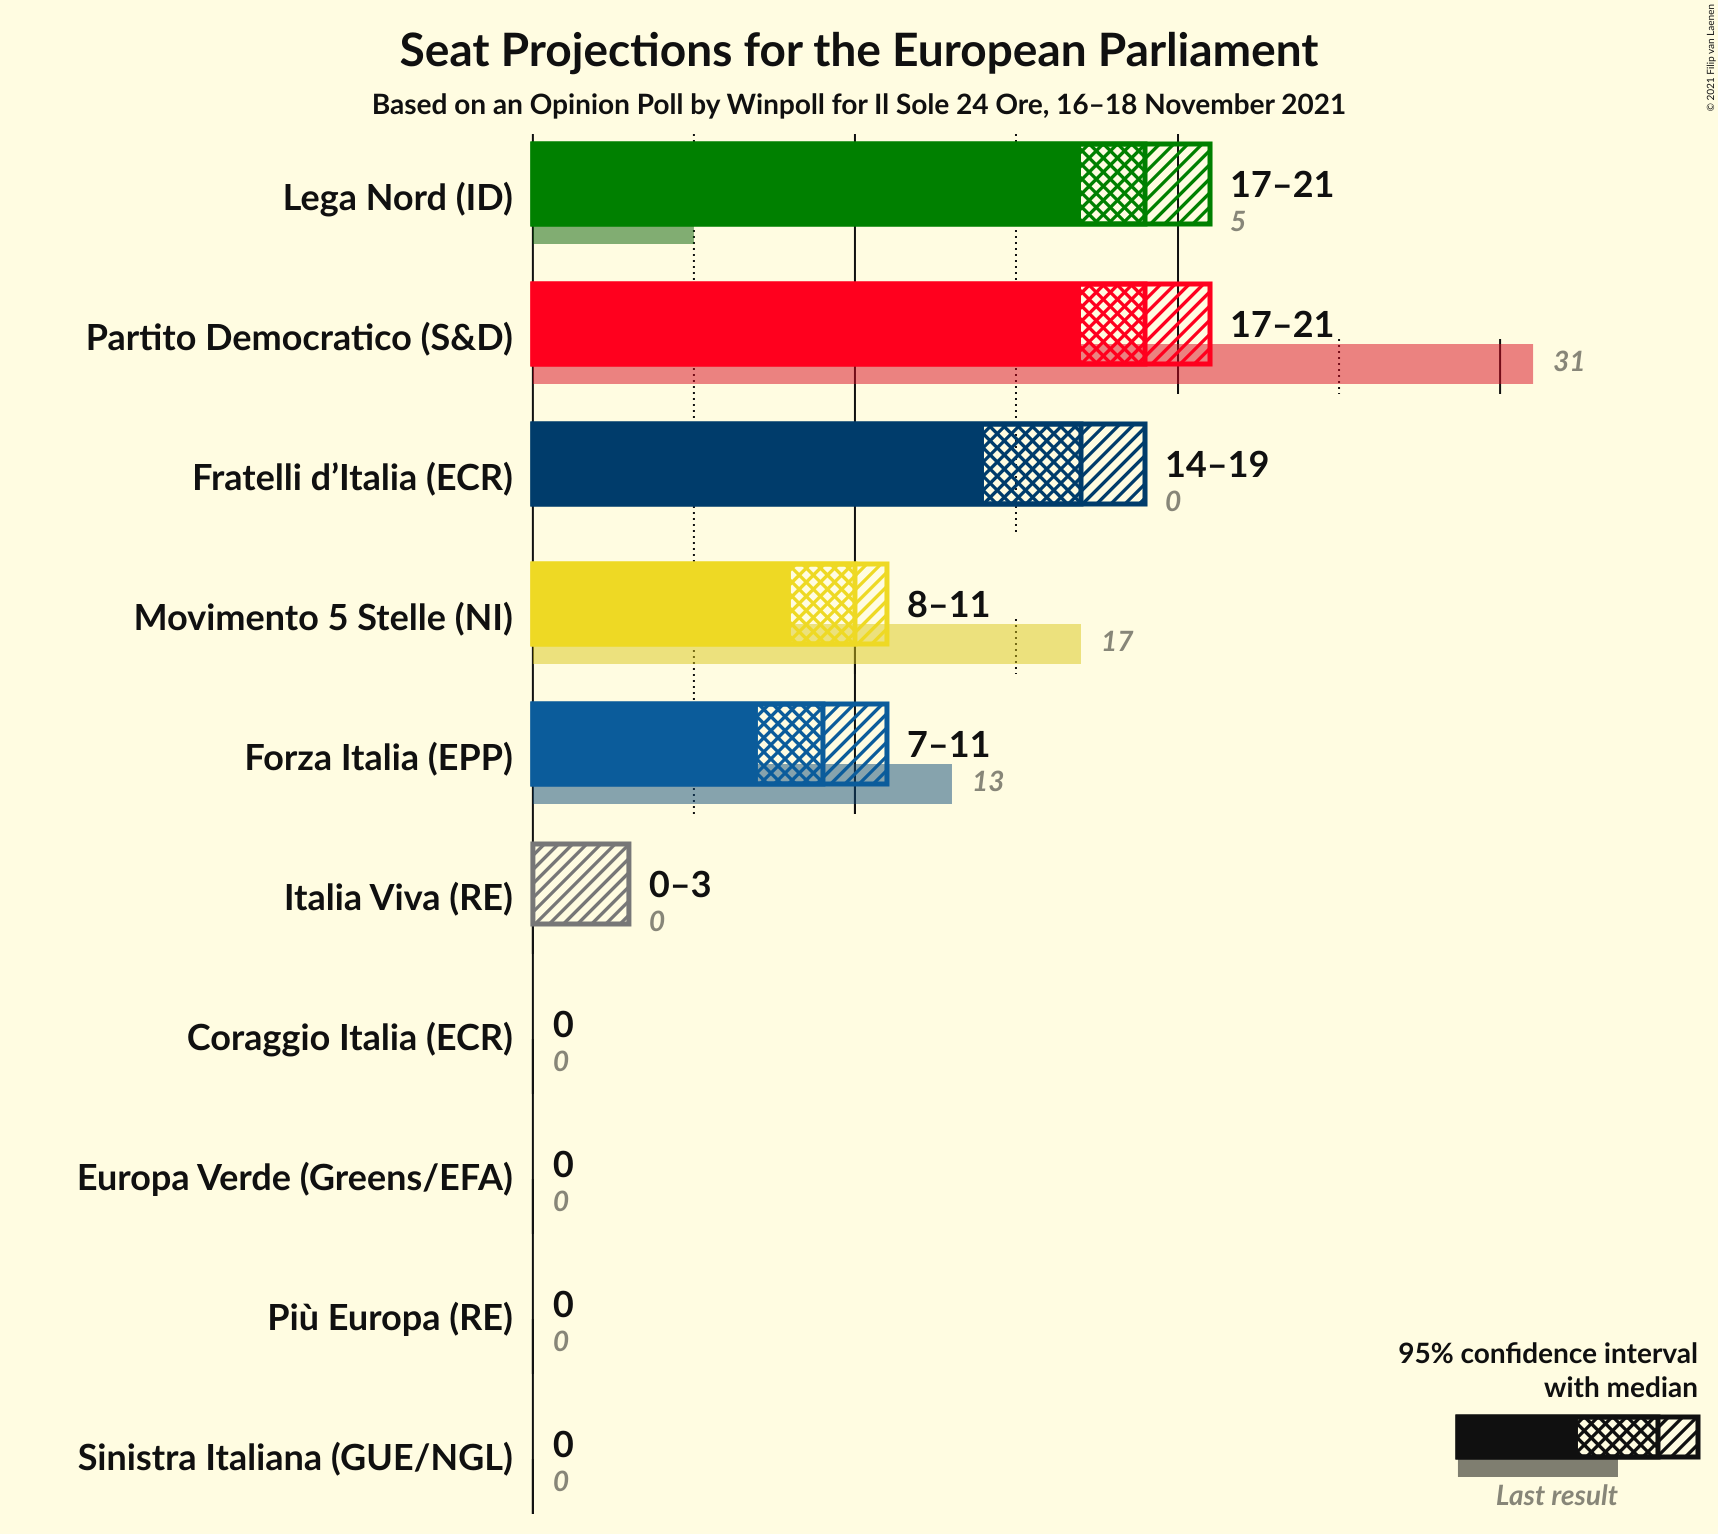 Seat Projections for the European Parliament
Based on an Opinion Poll by Winpoll for Il Sole 24 Ore, 16–18 November 2021
© 2021 Filip van Laenen
Lega Nord (ID)
17–21
5
Partito Democratico (S&D)
17–21
31
Fratelli d’Italia (ECR)
14–19
0
Movimento 5 Stelle (NI)
8–11
17
Forza Italia (EPP)
7–11
13
Italia Viva (RE)
0–3
0
Coraggio Italia (ECR)
0
0
Europa Verde (Greens/EFA)
0
0
Più Europa (RE)
0
0
Sinistra Italiana (GUE/NGL)
0
0
95% confidence interval
with median
Last result